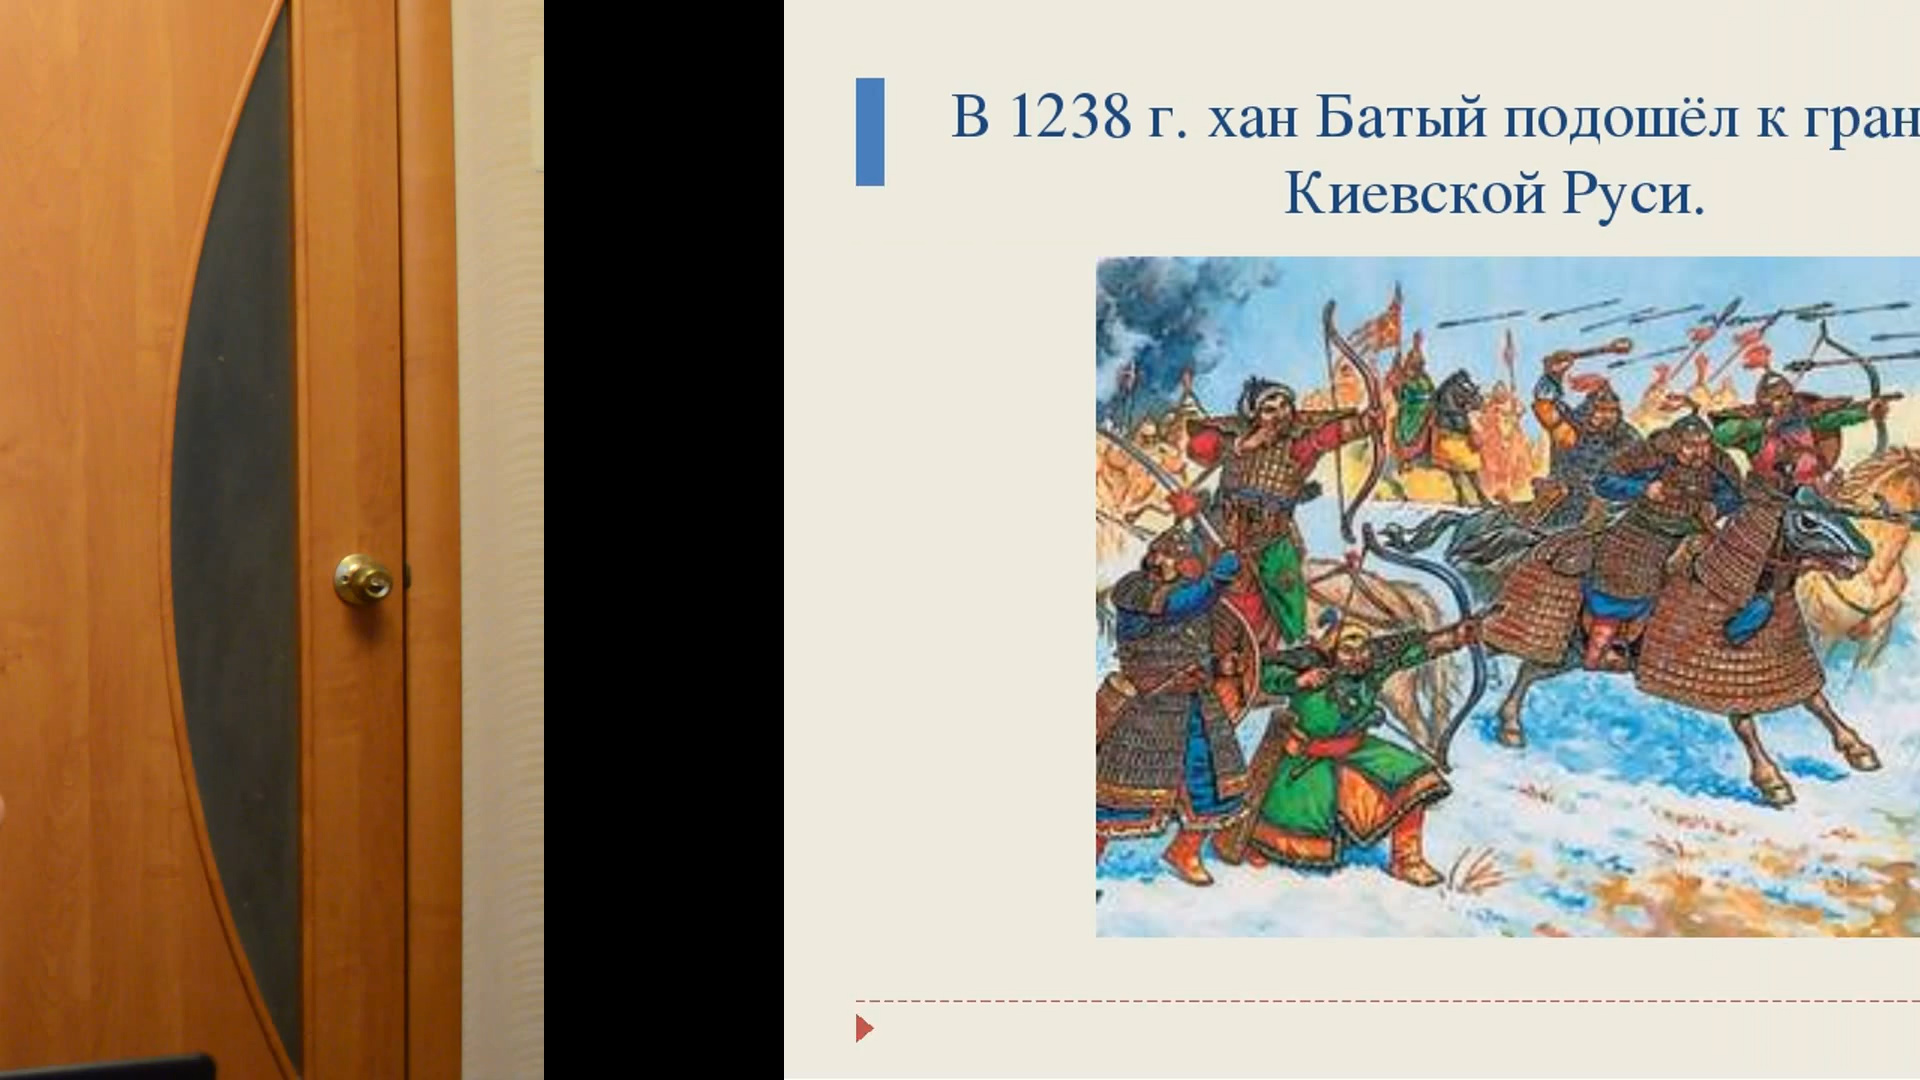 В 1238 г. хан Батый подошёл к гран
Киевской Руси.